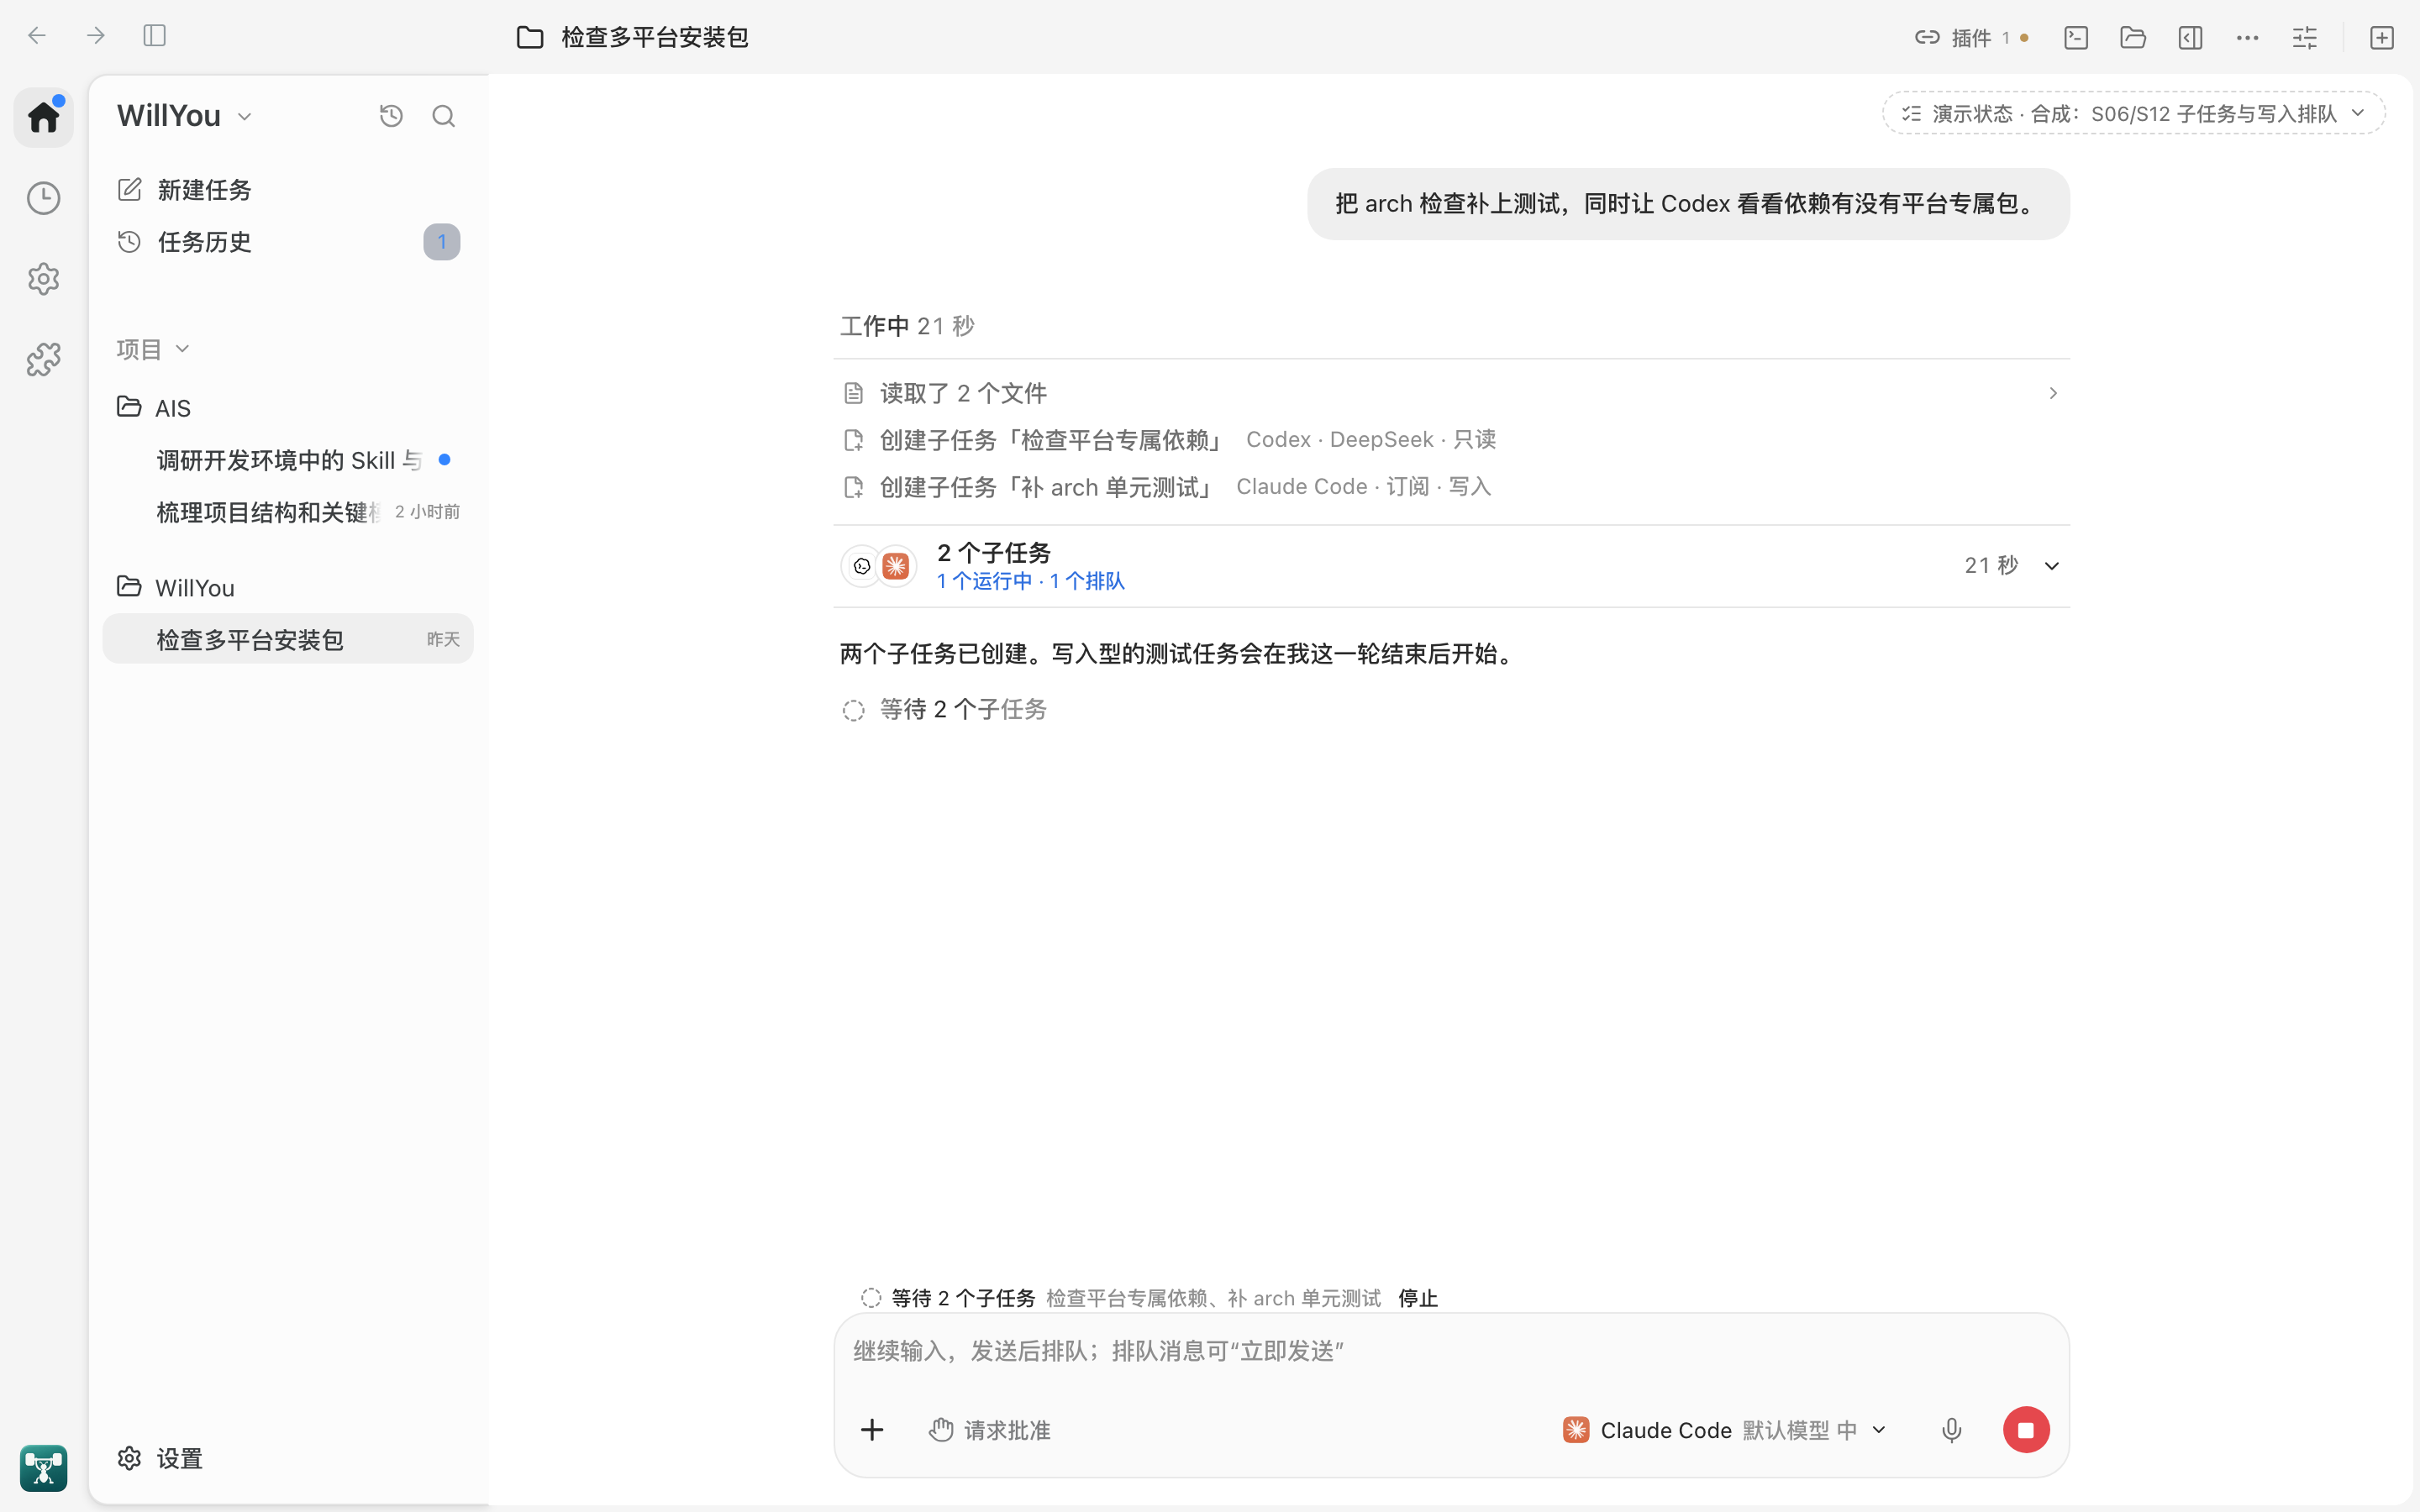 检查多平台安装包
插件 1
WillYou
演示状态 · 合成：S06/S12 子任务与写入排队
新建任务
任务历史 1
项目
AIS
调研开发环境中的 Skill 与
梳理项目结构和关键 2 小时前
WillYou
检查多平台安装包 昨天
设置
把 arch 检查补上测试，同时让 Codex 看看依赖有没有平台专属包。
工作中 21 秒
读取了 2 个文件
创建子任务「检查平台专属依赖」 Codex · DeepSeek · 只读
创建子任务「补 arch 单元测试」 Claude Code · 订阅 · 写入
2 个子任务
1 个运行中 · 1 个排队
21 秒
两个子任务已创建。写入型的测试任务会在我这一轮结束后开始。
等待 2 个子任务
等待 2 个子任务 检查平台专属依赖、补 arch 单元测试 停止
继续输入，发送后排队；排队消息可“立即发送”
请求批准
Claude Code 默认模型 中